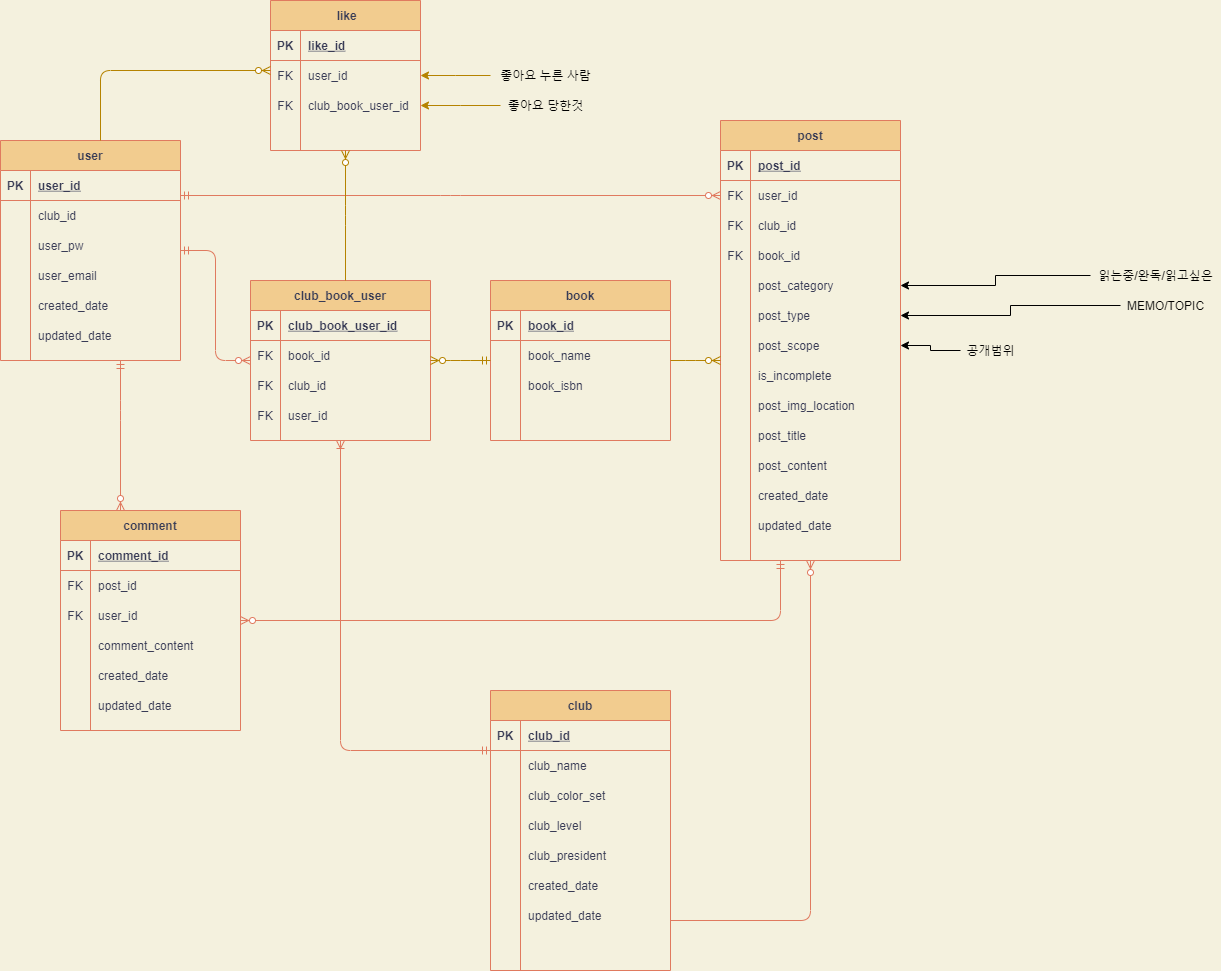 like
PK like_id
FK user_id
FK club_book_user_id
좋아요 누른 사람
좋아요 당한것
user
PK user_id
club_id
user_pw
user_email
created_date
updated_date
post
PK post_id
FK user_id
FK club_id
FK book_id
post_category
post_type
post_scope
is_incomplete
post_img_location
post_title
post_content
created_date
updated_date
읽는중/완독/읽고싶은
MEMO/TOPIC
공개범위
club_book_user
PK club_book_user_id
FK book_id
FK club_id
FK user_id
book
PK book_id
book_name
book_isbn
comment
PK comment_id
FK post_id
FK user_id
comment_content
created_date
updated_date
club
PK club_id
club_name
club_color_set
club_level
club_president
created_date
updated_date